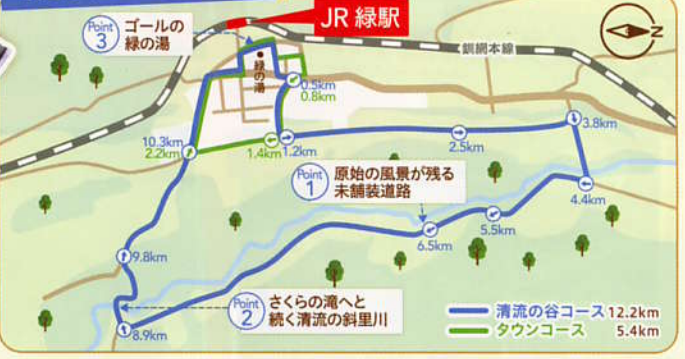 JR 緑駅
Point
3
ゴールの
緑の湯
N
釧網本線
緑の湯
0.5km
0.8km
10.3km
2.2km
1.4km
1.2km
2.5km
3.8km
Point
1
原始の風景が残る
未舗装道路
4.4km
5.5km
6.5km
9.8km
Point
2
さくらの滝へと
続く清流の斜里川
8.9km
清流の谷コース12.2km
タウンコース 5.4km